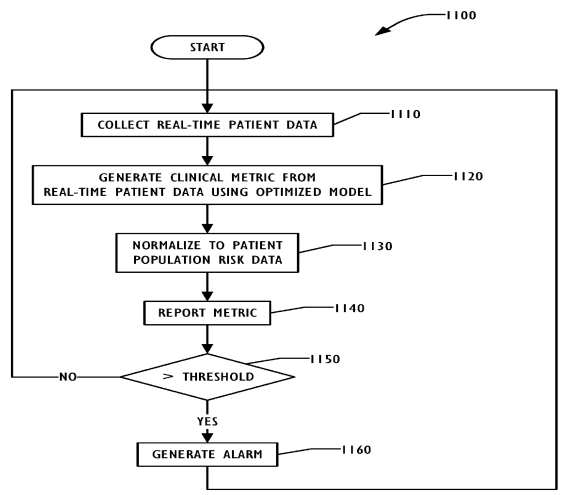 1100
START
COLLECT REAL-TIME PATIENT DATA
1110
GENERATE CLINICAL METRIC FROM
REAL-TIME PATIENT DATA USING OPTIMIZED MODEL
1120
NORMALIZE TO PATIENT
POPULATION RISK DATA
1130
REPORT METRIC
1140
> THRESHOLD
1150
NO
YES
GENERATE ALARM
1160